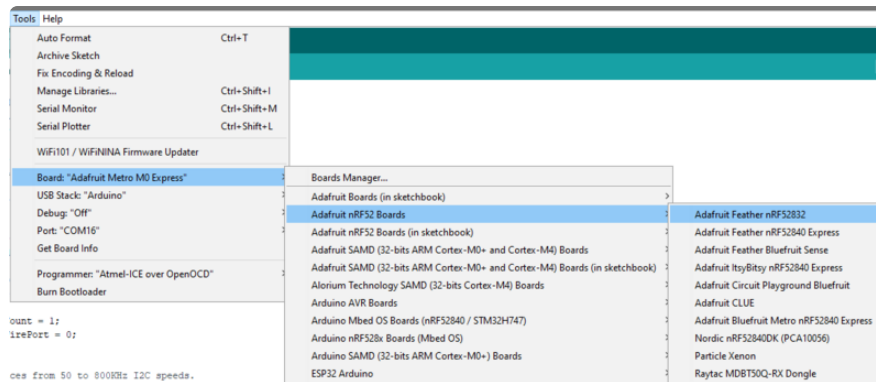 Tools Help
Auto Format Ctrl+T
Archive Sketch
Fix Encoding & Reload
Manage Libraries... Ctrl+Shift+I
Serial Monitor Ctrl+Shift+M
Serial Plotter Ctrl+Shift+L
WiFi101 / WiFiNINA Firmware Updater
Board: "Adafruit Metro M0 Express"
USB Stack: "Arduino"
Debug: "Off"
Port: "COM16"
Get Board Info
Programmer: "Atmel-ICE over OpenOCD"
Burn Bootloader
Boards Manager...
Adafruit Boards (in sketchbook)
Adafruit nRF52 Boards
Adafruit nRF52 Boards (in sketchbook)
Adafruit SAMD (32-bits ARM Cortex-M0+ and Cortex-M4) Boards
Adafruit SAMD (32-bits ARM Cortex-M0+ and Cortex-M4) Boards (in sketchbook)
Alorium Technology SAMD (32-bits Cortex-M4) Boards
Arduino AVR Boards
Arduino Mbed OS Boards (nRF52840 / STM32H747)
Arduino nRF528x Boards (Mbed OS)
Arduino SAMD (32-bits ARM Cortex-M0+) Boards
ESP32 Arduino
Adafruit Feather nRF52832
Adafruit Feather nRF52840 Express
Adafruit Feather Bluefruit Sense
Adafruit ItsyBitsy nRF52840 Express
Adafruit Circuit Playground Bluefruit
Adafruit CLUE
Adafruit Bluefruit Metro nRF52840 Express
Nordic nRF52840DK (PCA10056)
Particle Xenon
Raytac MDBT50Q-RX Dongle
ount = 1;
irePort = 0;
ces from 50 to 800KHz I2C speeds.